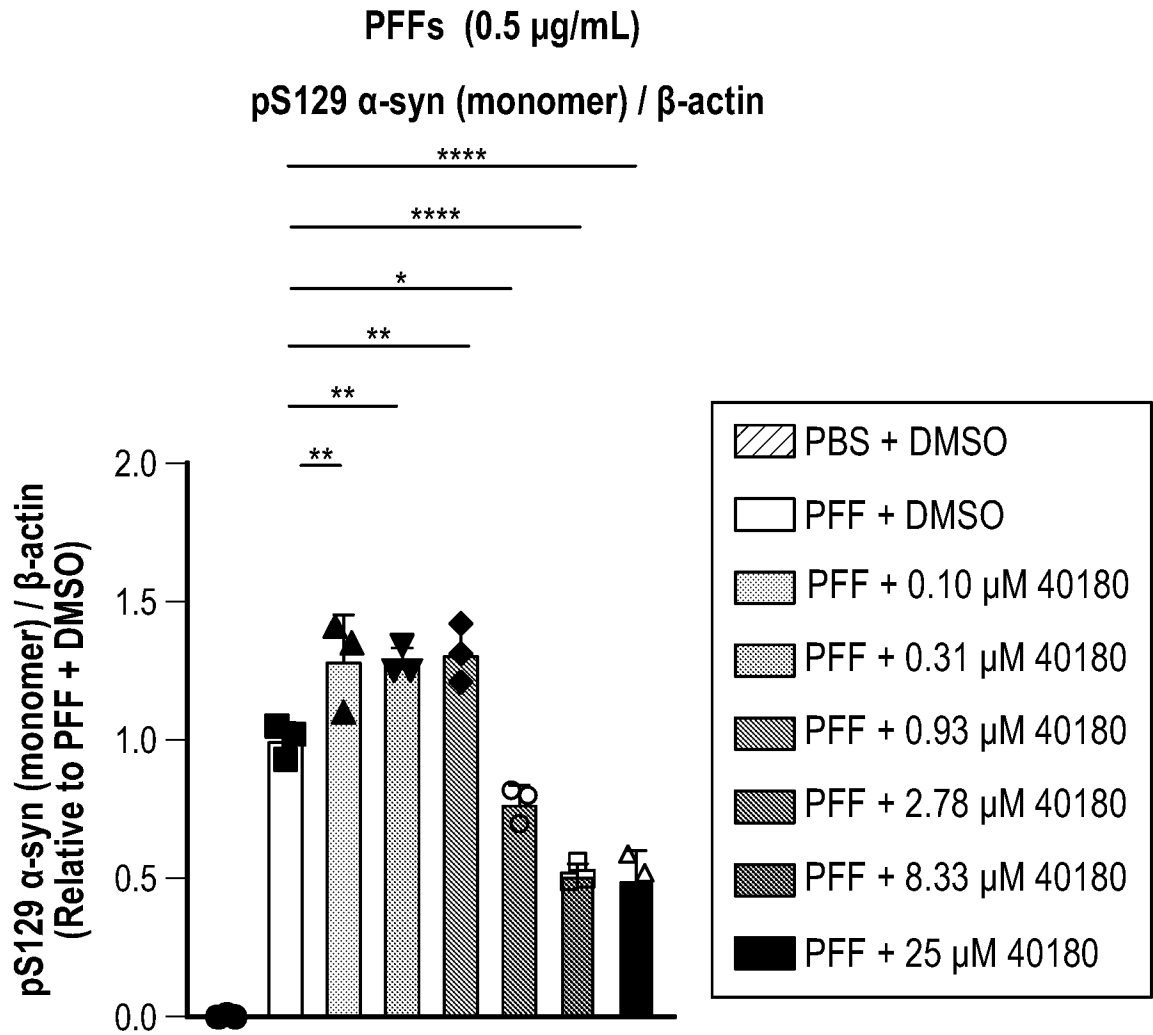 PFFs (0.5 µg/mL)
pS129 α-syn (monomer) / β-actin
****
****
*
**
**
**
pS129 α-syn (monomer) / β-actin
(Relative to PFF + DMSO)
2.0
1.5
1.0
0.5
0.0
PBS + DMSO
PFF + DMSO
PFF + 0.10 µM 40180
PFF + 0.31 µM 40180
PFF + 0.93 µM 40180
PFF + 2.78 µM 40180
PFF + 8.33 µM 40180
PFF + 25 µM 40180